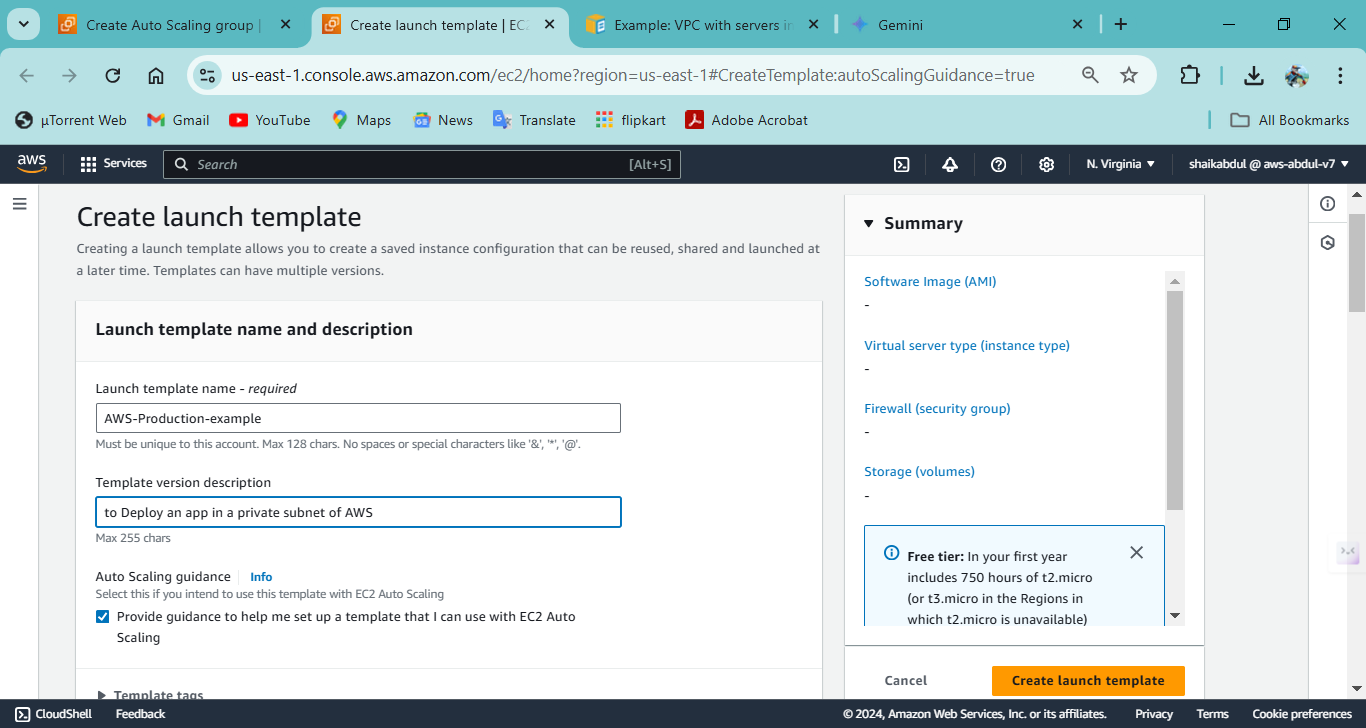 Create Auto Scaling group |
Create launch template | EC2
Example: VPC with servers in
Gemini
us-east-1.console.aws.amazon.com/ec2/home?region=us-east-1#CreateTemplate:autoScalingGuidance=true
µTorrent Web
Gmail
YouTube
Maps
News
Translate
flipkart
Adobe Acrobat
All Bookmarks
aws
Services
Search
[Alt+S]
N. Virginia
shaikabdul @ aws-abdul-v7
Create launch template
Creating a launch template allows you to create a saved instance configuration that can be reused, shared and launched at
a later time. Templates can have multiple versions.
Launch template name and description
Launch template name - required
AWS-Production-example
Must be unique to this account. Max 128 chars. No spaces or special characters like '&', '*', '@'.
Template version description
to Deploy an app in a private subnet of AWS
Max 255 chars
Auto Scaling guidance
Info
Select this if you intend to use this template with EC2 Auto Scaling
Provide guidance to help me set up a template that I can use with EC2 Auto
Scaling
Template tags
Summary
Software Image (AMI)
-
Virtual server type (instance type)
-
Firewall (security group)
-
Storage (volumes)
-
Free tier: In your first year
includes 750 hours of t2.micro
(or t3.micro in the Regions in
which t2.micro is unavailable)
Cancel
Create launch template
CloudShell
Feedback
© 2024, Amazon Web Services, Inc. or its affiliates.
Privacy
Terms
Cookie preferences